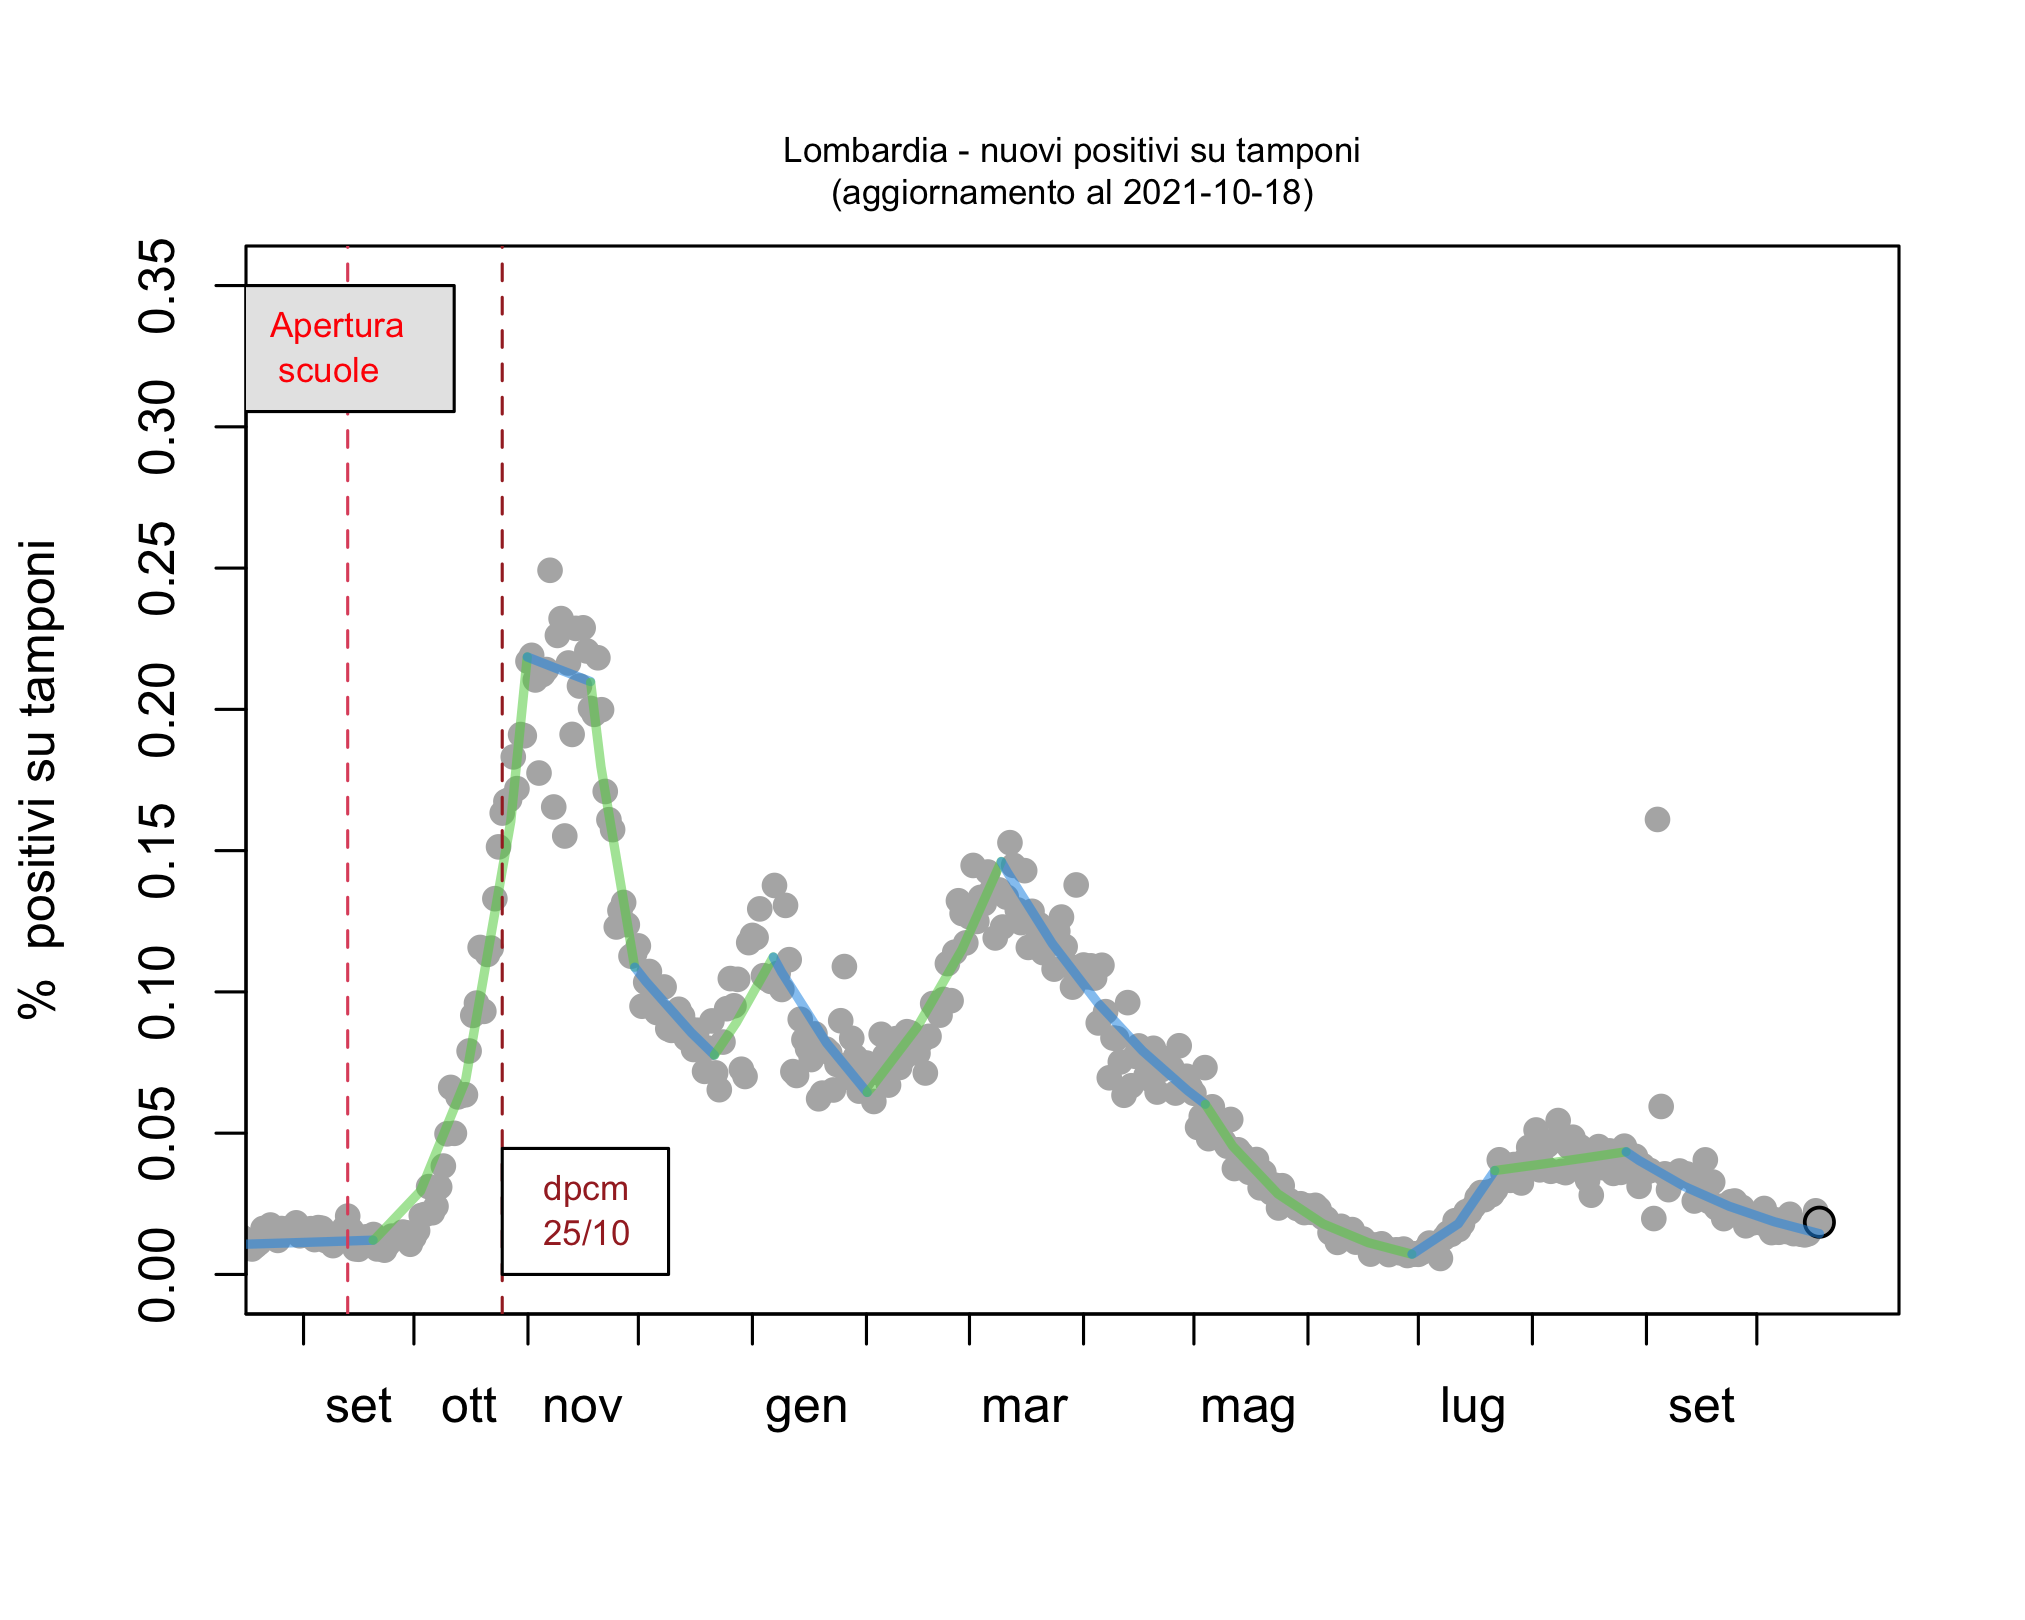 Lombardia - nuovi positivi su tamponi
(aggiornamento al 2021-10-18)
% positivi su tamponi
0.35
0.30
0.25
0.20
0.15
0.10
0.05
0.00
Apertura
scuole
dpcm
25/10
set ott nov gen mar mag lug set